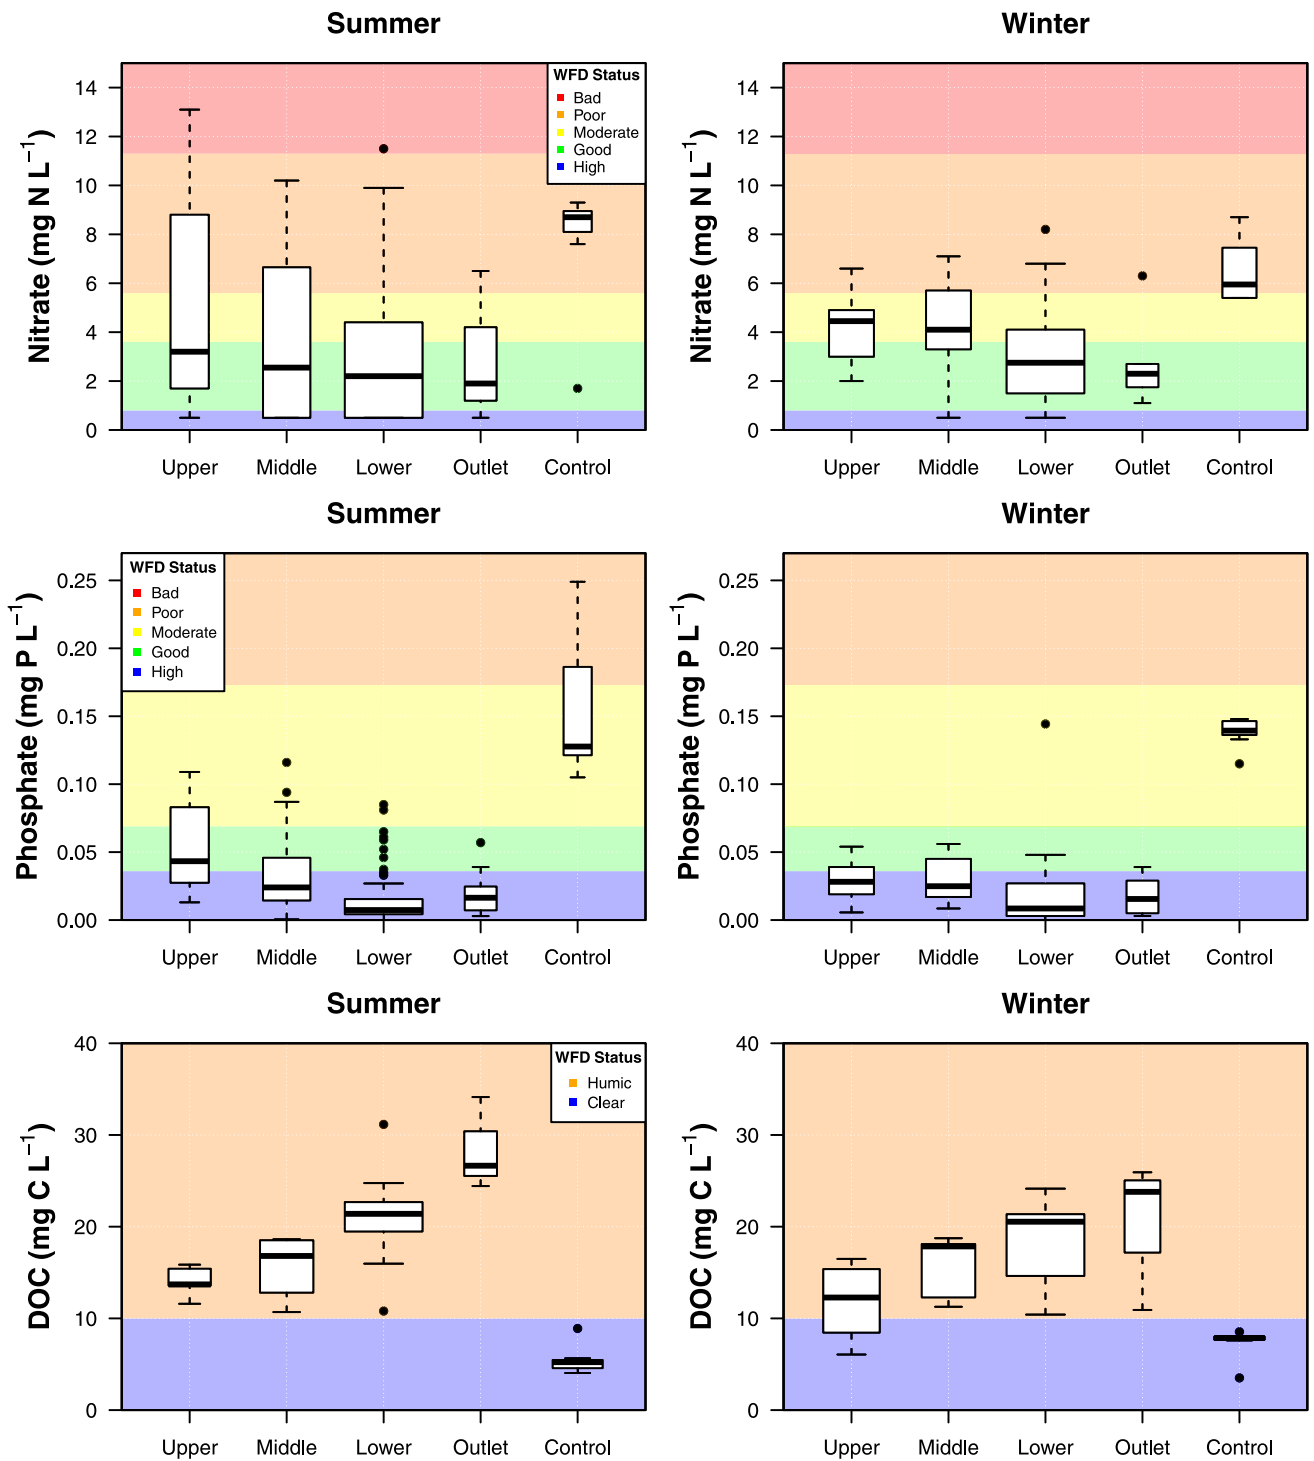 Summer
Winter
Nitrate (mg N L⁻¹)
14
12
10
8
6
4
2
0
WFD Status
Bad
Poor
Moderate
Good
High
Upper Middle Lower Outlet Control
Nitrate (mg N L⁻¹)
14
12
10
8
6
4
2
0
Upper Middle Lower Outlet Control
Summer
Winter
Phosphate (mg P L⁻¹)
0.25
0.20
0.15
0.10
0.05
0.00
WFD Status
Bad
Poor
Moderate
Good
High
Upper Middle Lower Outlet Control
Phosphate (mg P L⁻¹)
0.25
0.20
0.15
0.10
0.05
0.00
Upper Middle Lower Outlet Control
Summer
Winter
DOC (mg C L⁻¹)
40
30
20
10
0
WFD Status
Humic
Clear
Upper Middle Lower Outlet Control
DOC (mg C L⁻¹)
40
30
20
10
0
Upper Middle Lower Outlet Control